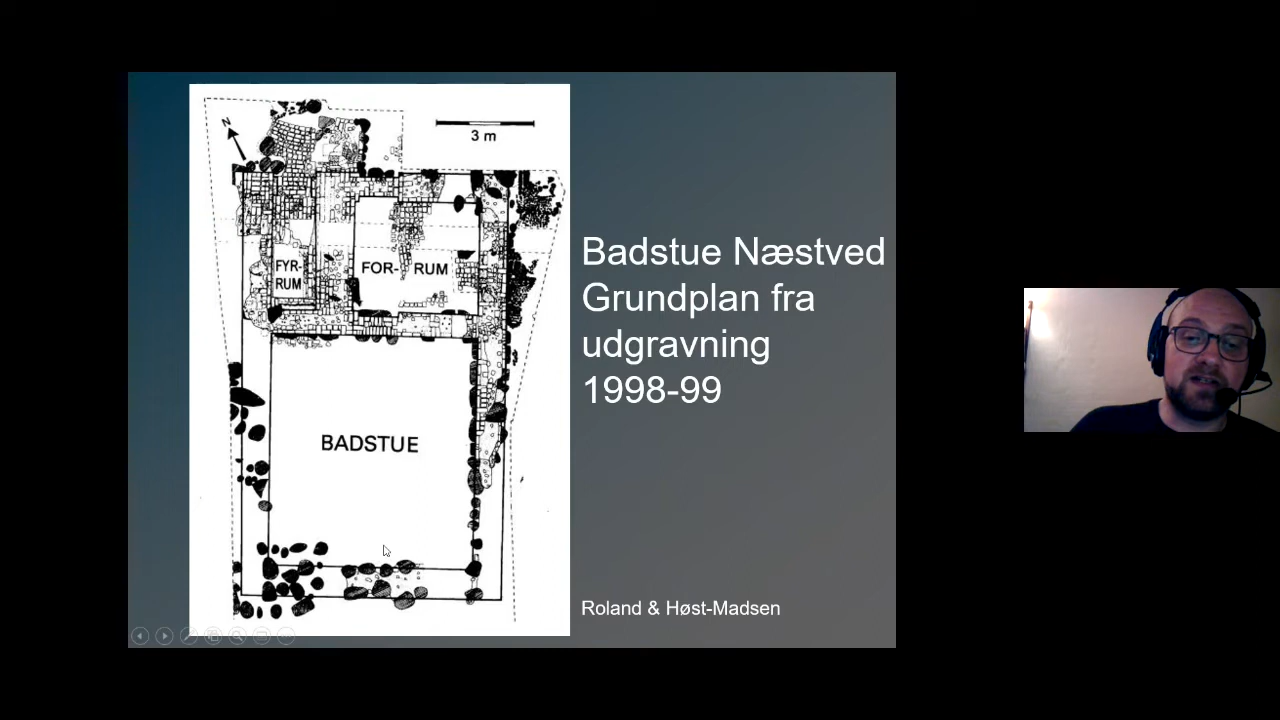 N
3 m
FYR-
RUM
FOR- RUM
BADSTUE
Badstue Næstved
Grundplan fra
udgravning
1998-99
Roland & Høst-Madsen